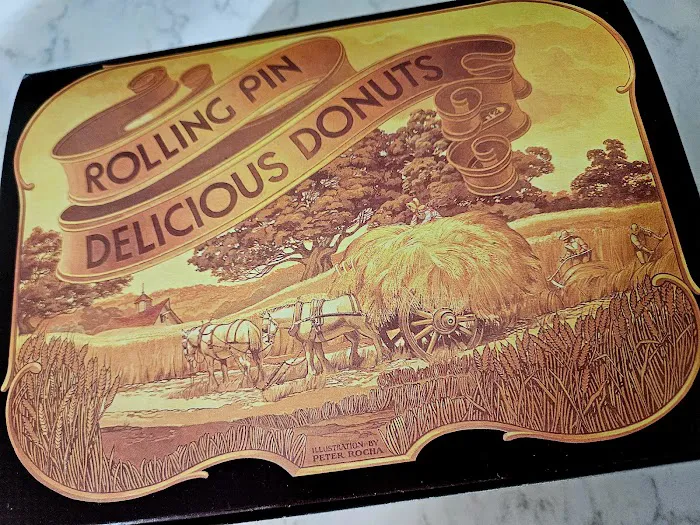 ROLLING PIN
DELICIOUS DONUTS
ILLUSTRATION BY
PETER ROCHA